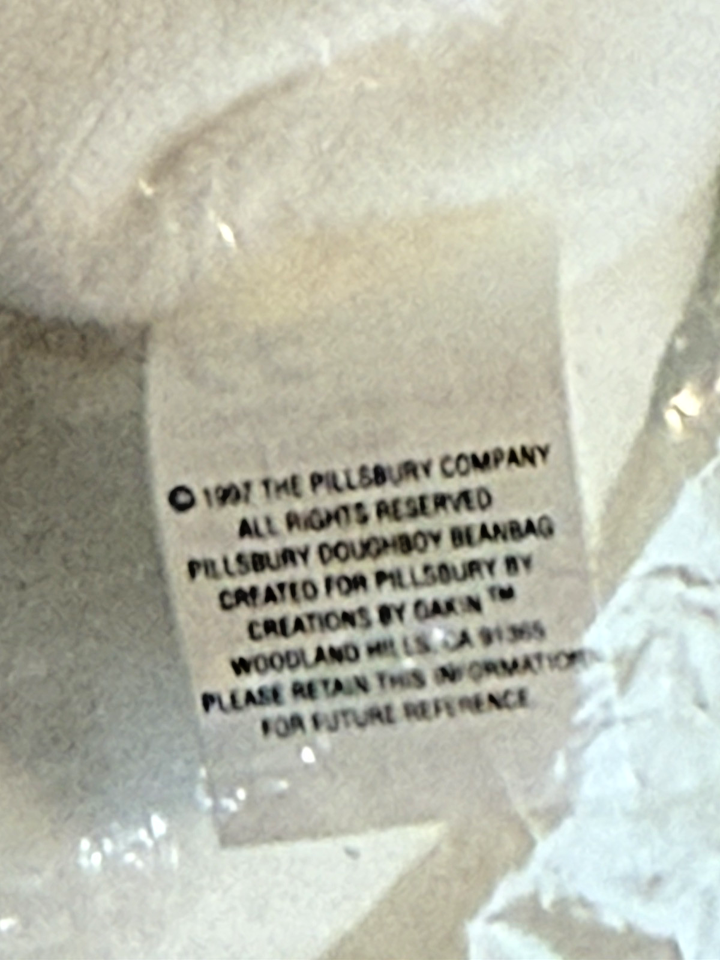 © 1997 THE PILLSBURY COMPANY
ALL RIGHTS RESERVED
PILLSBURY DOUGHBOY BEANBAG
CREATED FOR PILLSBURY BY
CREATIONS BY DAKIN ™
WOODLAND HILLS, CA 91365
PLEASE RETAIN THIS INFORMATION
FOR FUTURE REFERENCE